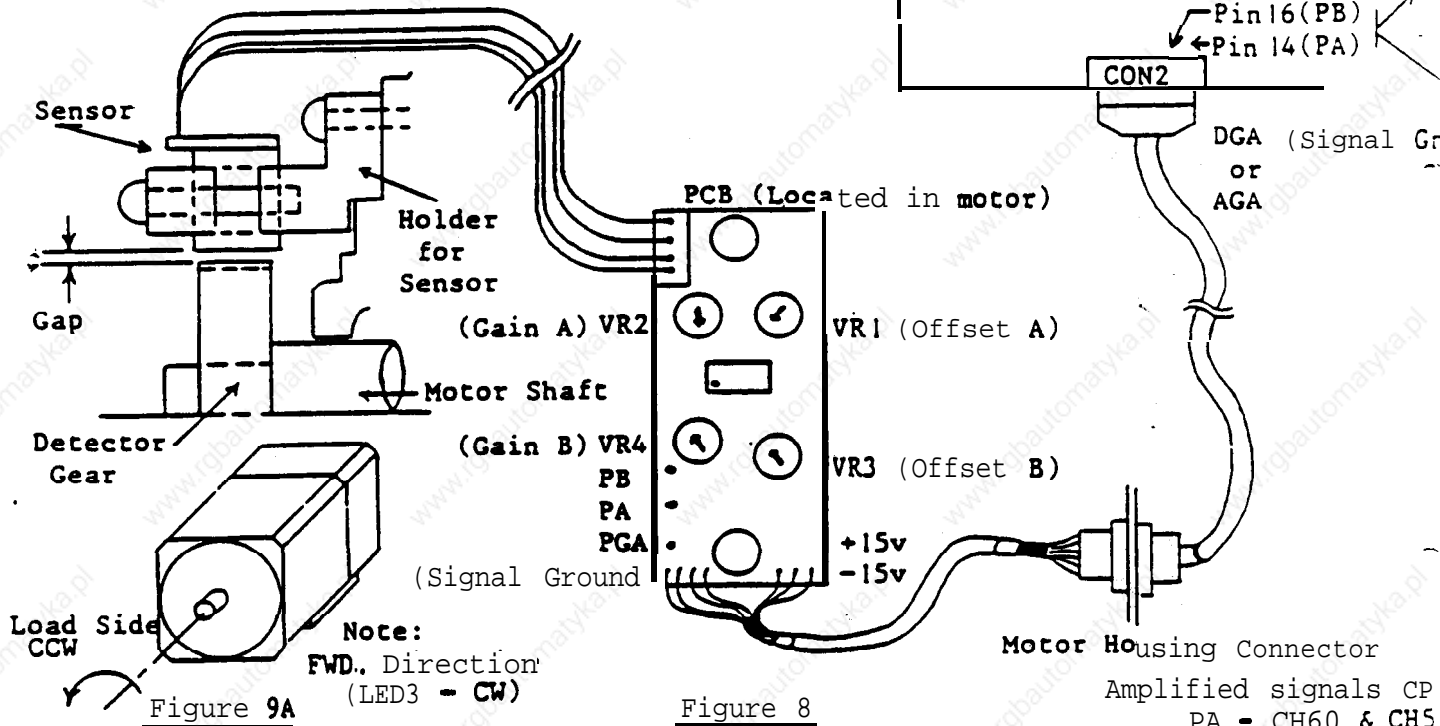 Pin16(PB)
Pin 14(PA)
CON2
Sensor
DGA (Signal
or
AGA
PCB (Located in motor)
Holder
for
Sensor
Gap
(Gain A) VR2
VR1 (Offset A)
Motor Shaft
Detector
Gear
(Gain B) VR4
VR3 (Offset B)
PB
PA
PGA
(Signal Ground
+15v
-15v
Load Side
CCW
Note:
FWD. Direction
(LED3 - CW)
Figure 9A
Figure 8
Motor Housing Connector
Amplified signals CP
PA - CH60 & CH5
www.rgbautomatyka.pl